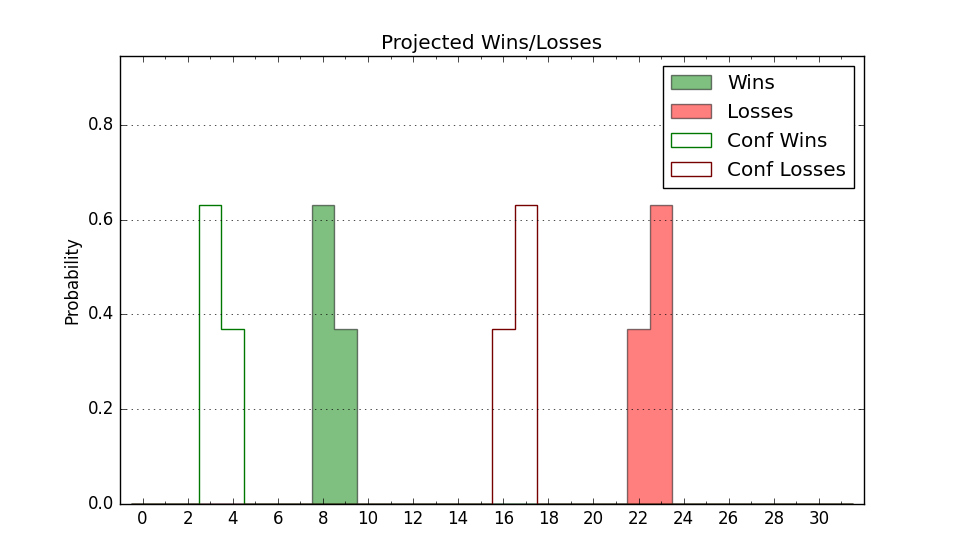 Projected Wins/Losses
Wins
Losses
Conf Wins
Conf Losses
Probability
0.8
0.6
0.4
0.2
0.0
0 2 4 6 8 10 12 14 16 18 20 22 24 26 28 30